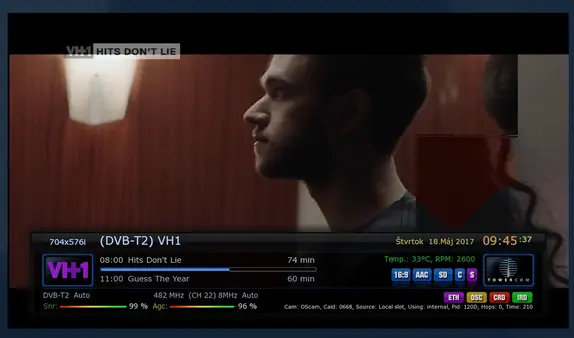 VH1 HITS DON'T LIE
704x576i (DVB-T2) VH1 Štvrtok 18.Máj 2017 09:45:37
VH1 08:00 Hits Don't Lie 74 min Temp.: 33°C, RPM: 2600
16:9 AAC SD C S
TOWERCOM
11:00 Guess The Year 60 min
DVB-T2 Auto 482 MHz (CH 22) 8MHz Auto ETH OSC CRD IRD
Snr: 99 % Agc: 96 % Cam: OScam, Caid: 0668, Source: Local slot, Using: internal, Pid: 120D, Hops: 0, Time: 210